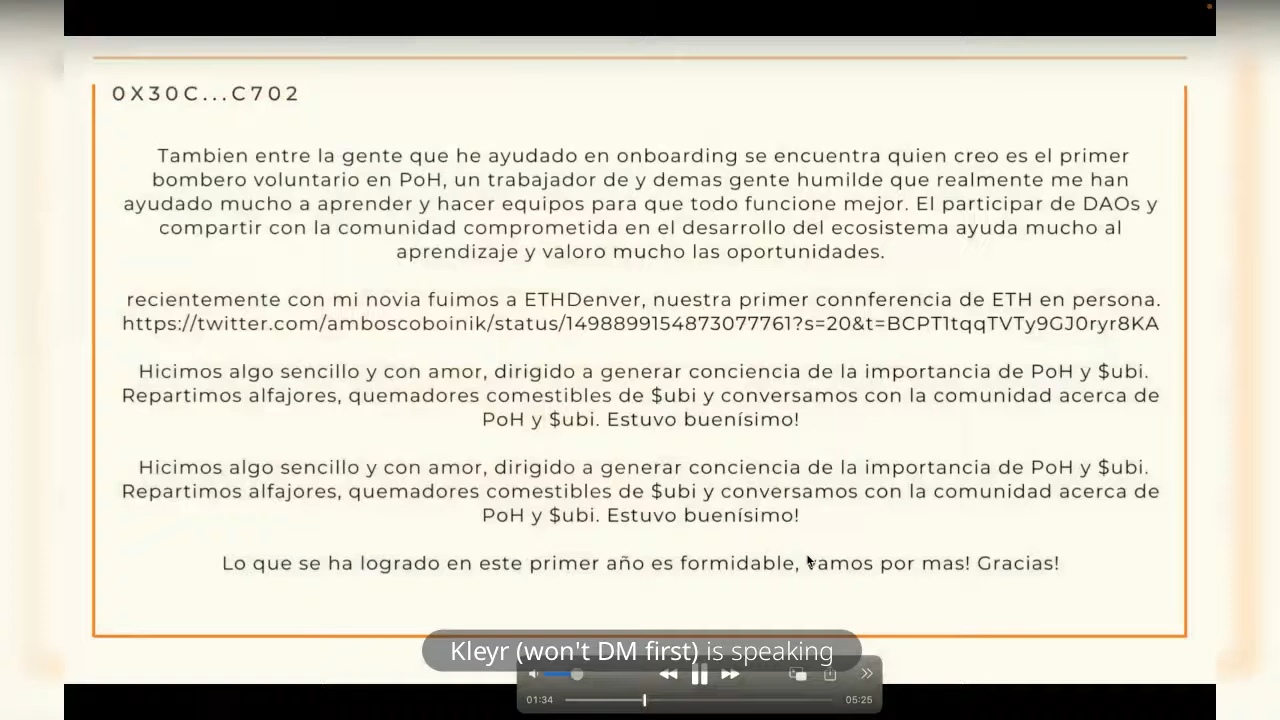 0X30C...C702
Tambien entre la gente que he ayudado en onboarding se encuentra quien creo es el primer
bombero voluntario en PoH, un trabajador de y demas gente humilde que realmente me han
ayudado mucho a aprender y hacer equipos para que todo funcione mejor. El participar de DAOs y
compartir con la comunidad comprometida en el desarrollo del ecosistema ayuda mucho al
aprendizaje y valoro mucho las oportunidades.
recientemente con mi novia fuimos a ETHDenver, nuestra primer connferencia de ETH en persona.
https://twitter.com/amboscoboinik/status/1498899154873077761?s=20&t=BCPT1tqqTVTy9GJ0ryr8KA
Hicimos algo sencillo y con amor, dirigido a generar conciencia de la importancia de PoH y $ubi.
Repartimos alfajores, quemadores comestibles de $ubi y conversamos con la comunidad acerca de
PoH y $ubi. Estuvo buenísimo!
Hicimos algo sencillo y con amor, dirigido a generar conciencia de la importancia de PoH y $ubi.
Repartimos alfajores, quemadores comestibles de $ubi y conversamos con la comunidad acerca de
PoH y $ubi. Estuvo buenísimo!
Lo que se ha logrado en este primer año es formidable, vamos por mas! Gracias!
Kleyr (won't DM first) is speaking
01:34 05:25